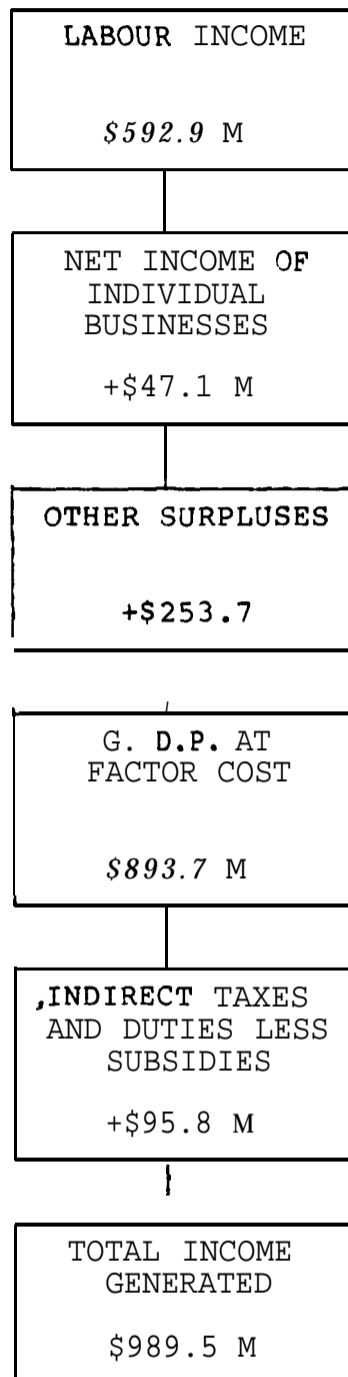 LABOUR INCOME
$592.9 M
NET INCOME OF
INDIVIDUAL
BUSINESSES
+$47.1 M
OTHER SURPLUSES
+$253.7
G. D.P. AT
FACTOR COST
$893.7 M
,INDIRECT TAXES
AND DUTIES LESS
SUBSIDIES
+$95.8 M
TOTAL INCOME
GENERATED
$989.5 M